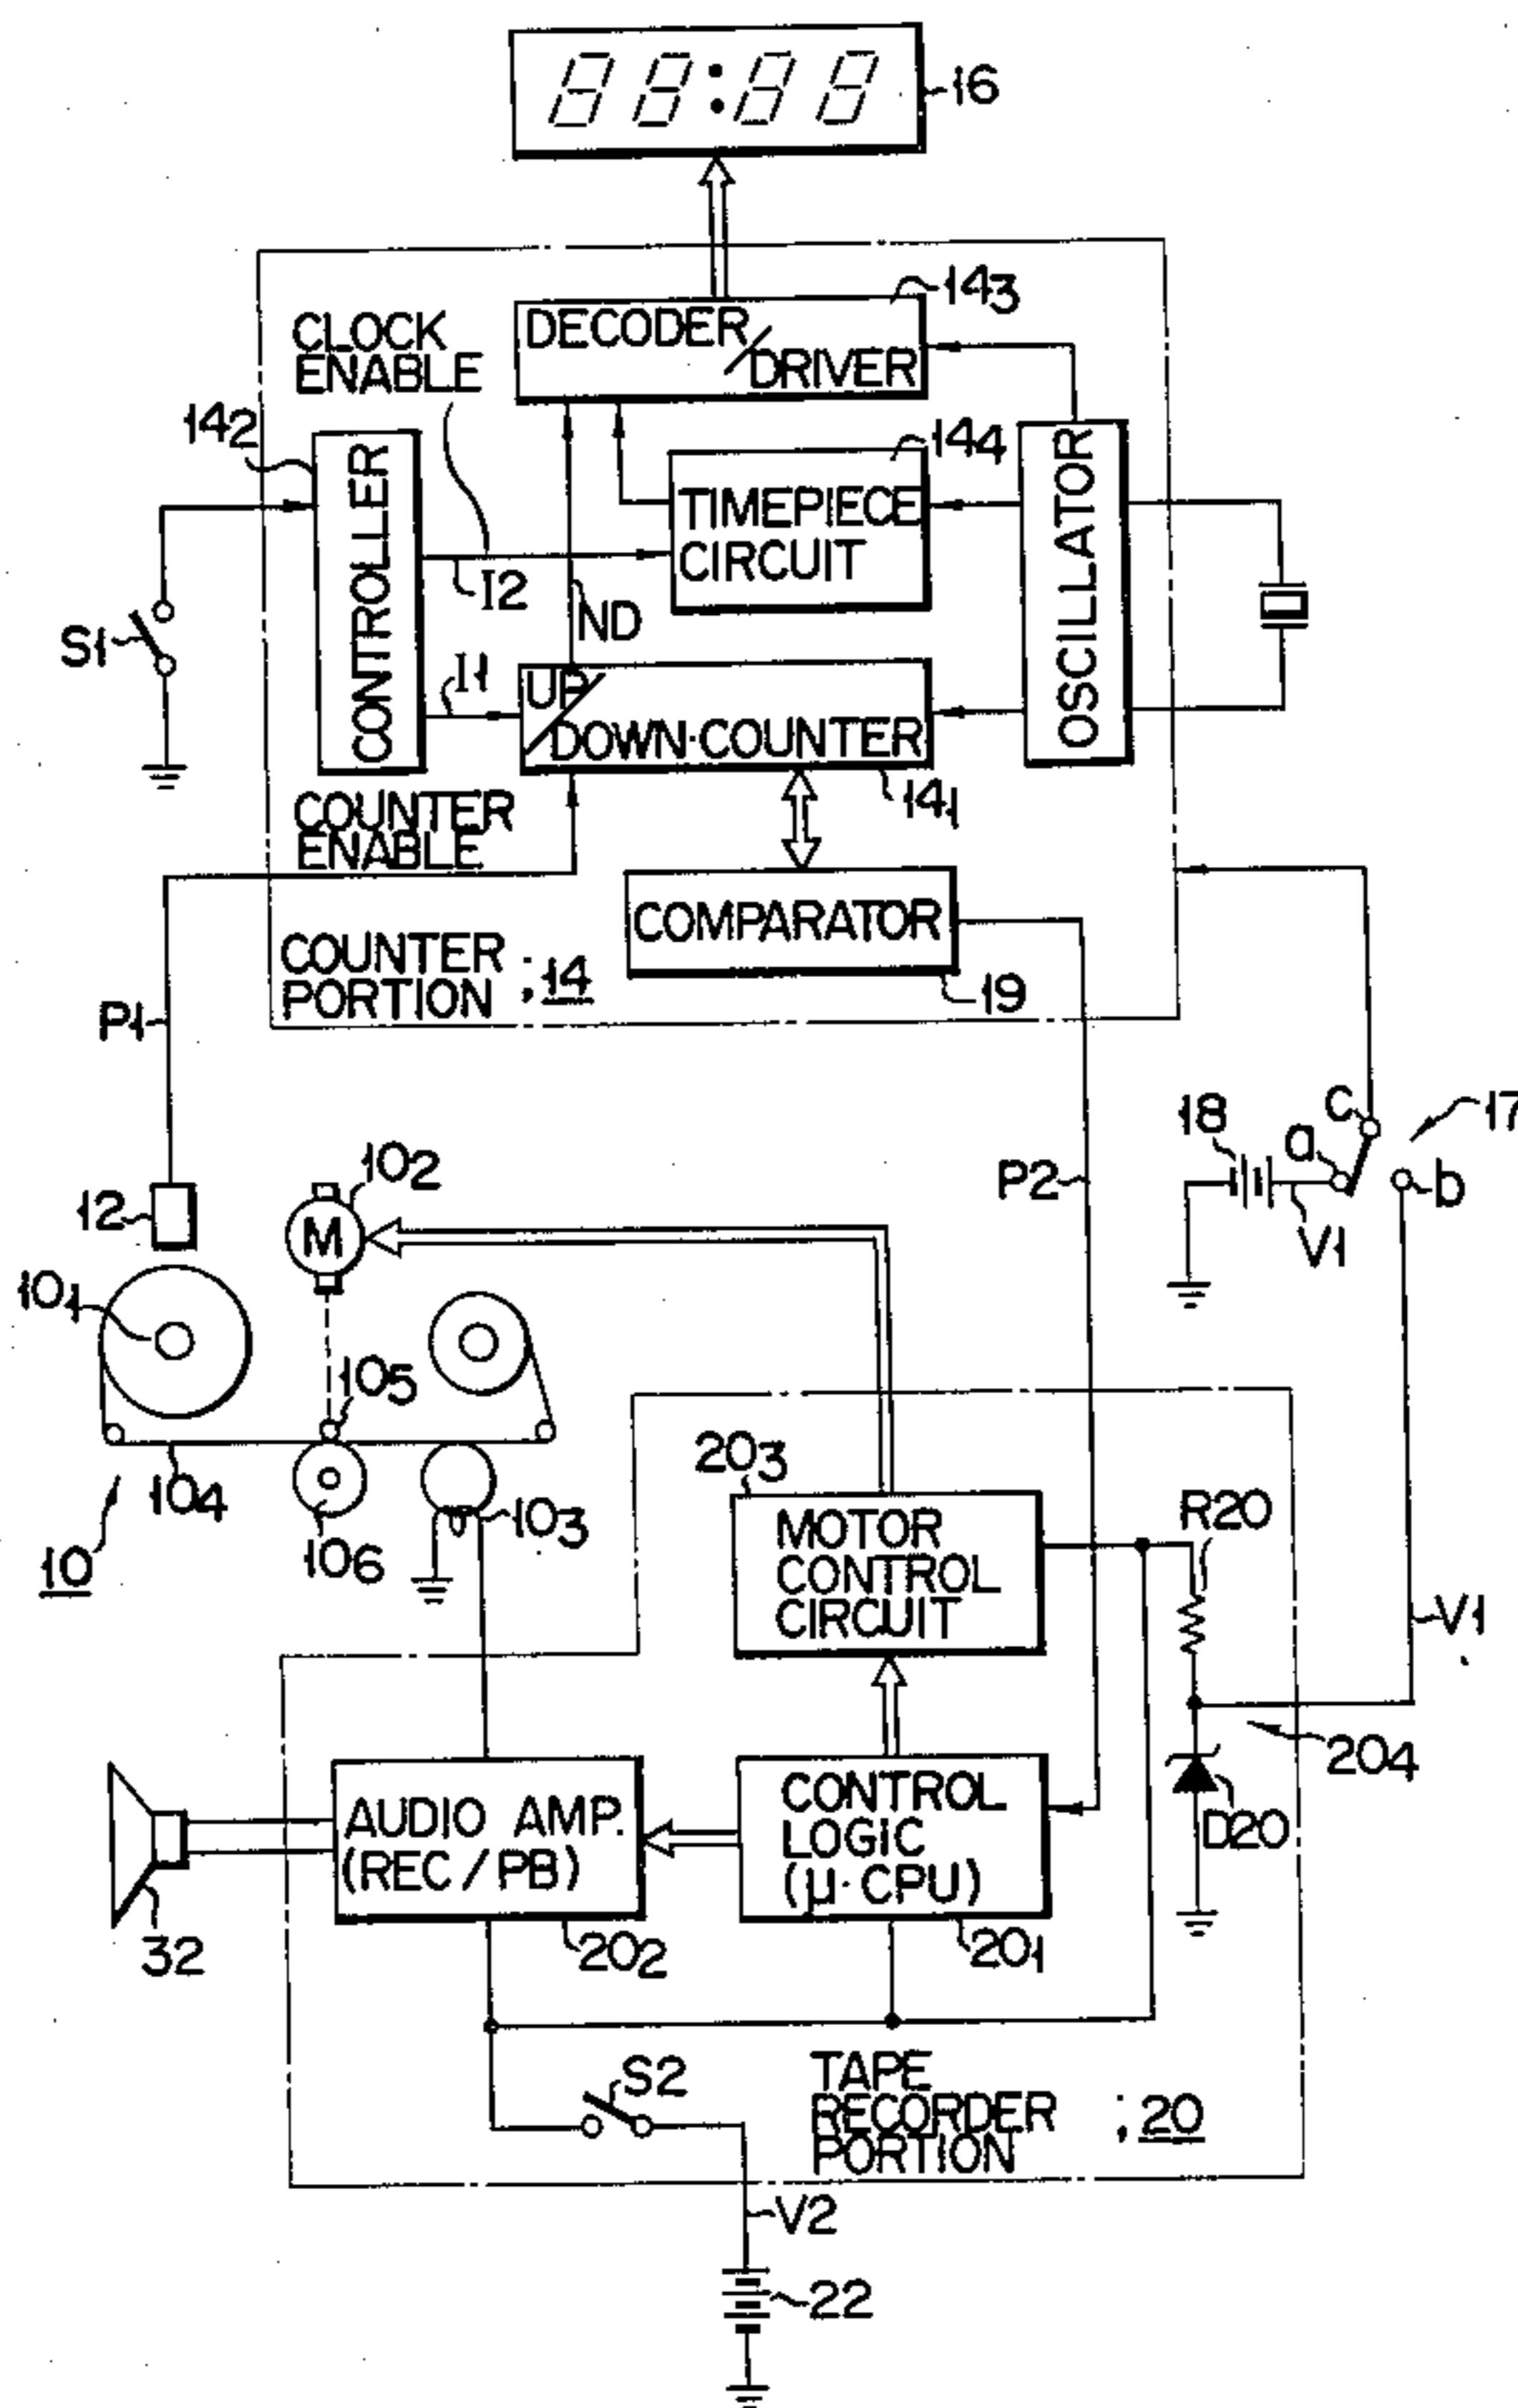 88:88
16
14₃
DECODER
/DRIVER
CLOCK
ENABLE
14₂
14₄
CONTROLLER
TIMEPIECE
CIRCUIT
OSCILLATOR
I2
ND
S1
I1
UP
/DOWN·COUNTER
14₁
COUNTER
ENABLE
COMPARATOR
19
COUNTER
PORTION ; 14
P1
17
C
18
a
b
V1
P2
10₂
12
M
10₁
10₅
10₄
10₆
10₃
10
20₃
MOTOR
CONTROL
CIRCUIT
R20
V1
204
D20
AUDIO AMP.
(REC/PB)
CONTROL
LOGIC
(μ·CPU)
32
20₂
20₁
S2
TAPE
RECORDER
PORTION ; 20
V2
22